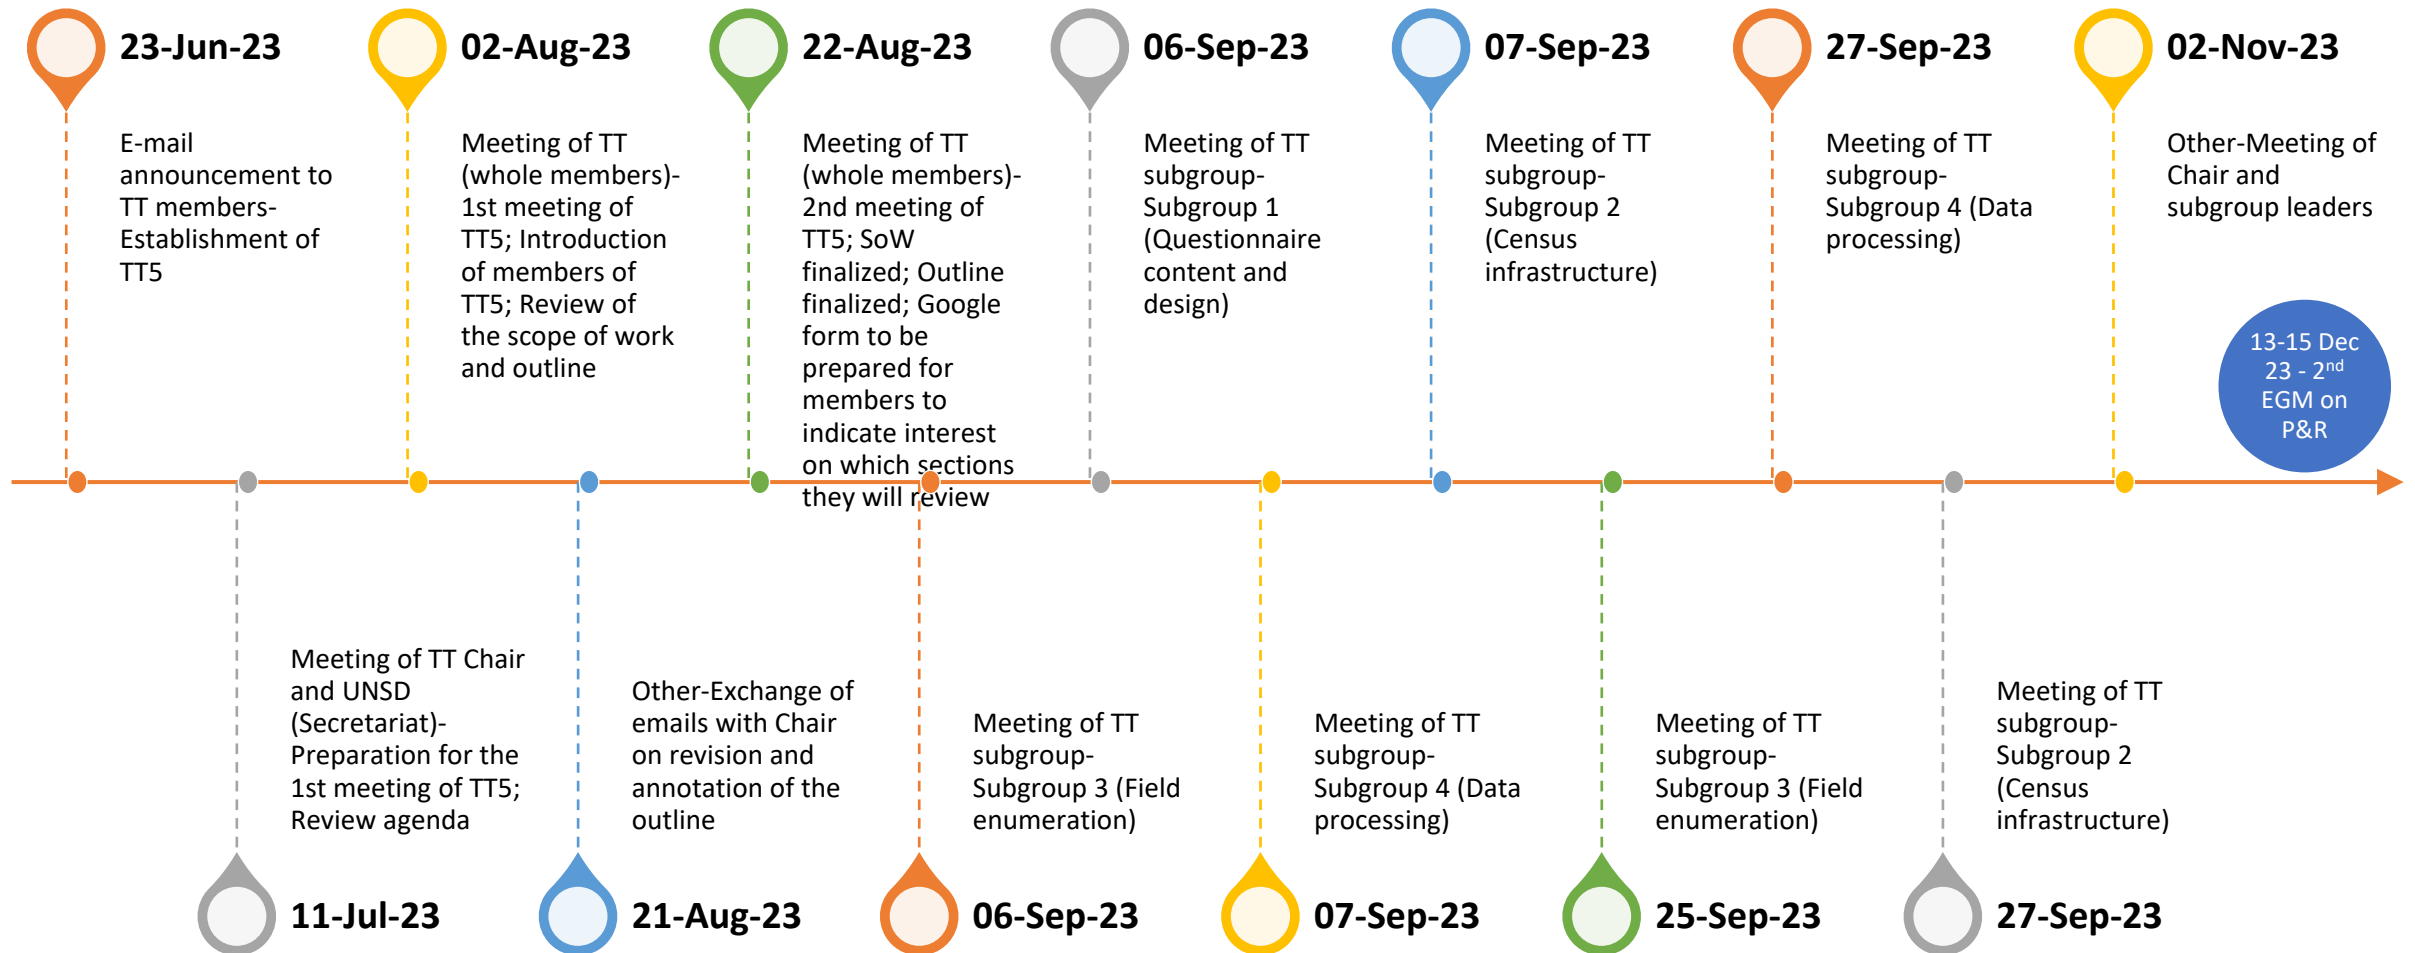 23-Jun-23
E-mail
announcement to
TT members-
Establishment of
TT5
02-Aug-23
Meeting of TT
(whole members)-
1st meeting of
TT5; Introduction
of members of
TT5; Review of
the scope of work
and outline
22-Aug-23
Meeting of TT
(whole members)-
2nd meeting of
TT5; SoW
finalized; Outline
finalized; Google
form to be
prepared for
members to
indicate interest
on which sections
they will review
06-Sep-23
Meeting of TT
subgroup-
Subgroup 1
(Questionnaire
content and
design)
07-Sep-23
Meeting of TT
subgroup-
Subgroup 2
(Census
infrastructure)
27-Sep-23
Meeting of TT
subgroup-
Subgroup 4 (Data
processing)
02-Nov-23
Other-Meeting of
Chair and
subgroup leaders
13-15 Dec
23 - 2nd
EGM on
P&R
Meeting of TT Chair
and UNSD
(Secretariat)-
Preparation for the
1st meeting of TT5;
Review agenda
11-Jul-23
Other-Exchange of
emails with Chair
on revision and
annotation of the
outline
21-Aug-23
Meeting of TT
subgroup-
Subgroup 3 (Field
enumeration)
06-Sep-23
Meeting of TT
subgroup-
Subgroup 4 (Data
processing)
07-Sep-23
Meeting of TT
subgroup-
Subgroup 3 (Field
enumeration)
25-Sep-23
Meeting of TT
subgroup-
Subgroup 2
(Census
infrastructure)
27-Sep-23